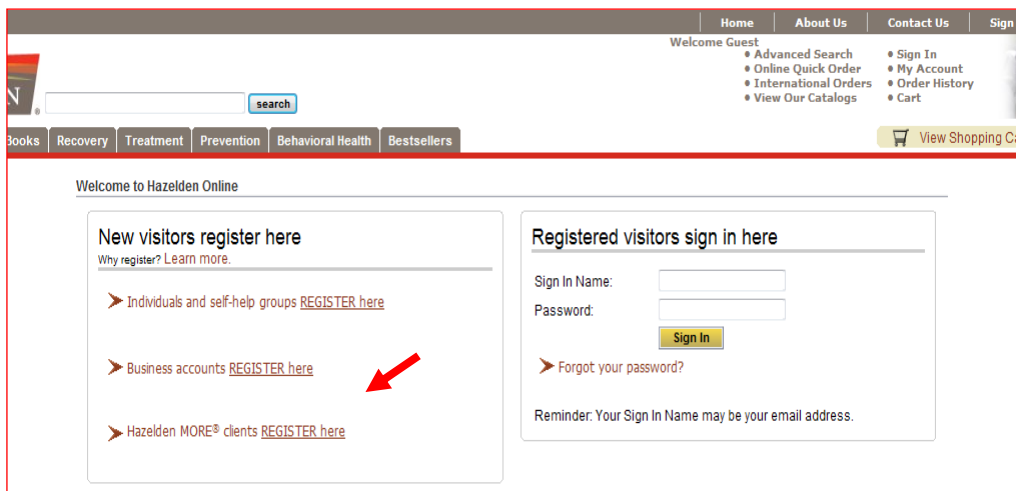 Home About Us Contact Us Sign
Welcome Guest
• Advanced Search • Sign In
• Online Quick Order • My Account
• International Orders • Order History
• View Our Catalogs • Cart
N ®
search
Books Recovery Treatment Prevention Behavioral Health Bestsellers
View Shopping Ca
Welcome to Hazelden Online
New visitors register here
Why register? Learn more.
Individuals and self-help groups REGISTER here
Business accounts REGISTER here
Hazelden MORE® clients REGISTER here
Registered visitors sign in here
Sign In Name:
Password:
Sign In
Forgot your password?
Reminder: Your Sign In Name may be your email address.